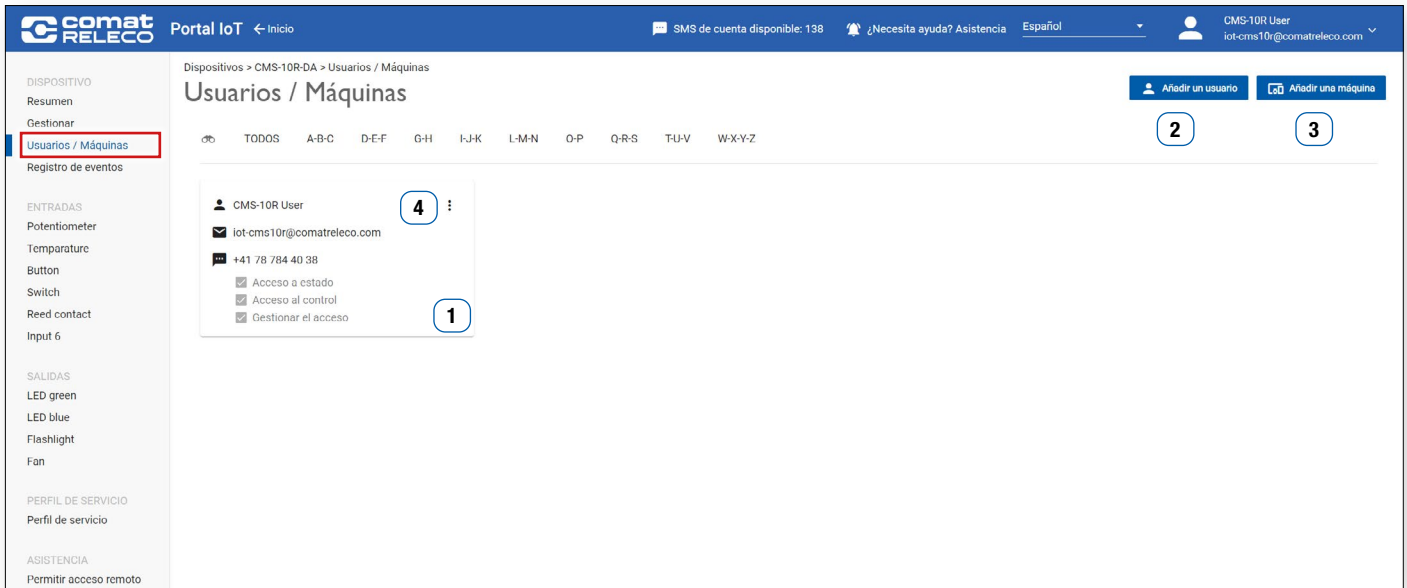 comat
RELECO
Portal IoT ← Inicio
SMS de cuenta disponible: 138
¿Necesita ayuda? Asistencia
Español
CMS-10R User
iot-cms10r@comatreleco.com
DISPOSITIVO
Resumen
Gestionar
Usuarios / Máquinas
Registro de eventos
ENTRADAS
Potentiometer
Temparature
Button
Switch
Reed contact
Input 6
SALIDAS
LED green
LED blue
Flashlight
Fan
PERFIL DE SERVICIO
Perfil de servicio
ASISTENCIA
Permitir acceso remoto
Dispositivos > CMS-10R-DA > Usuarios / Máquinas
Usuarios / Máquinas
Añadir un usuario
Añadir una máquina
2
3
TODOS A-B-C D-E-F G-H I-J-K L-M-N O-P Q-R-S T-U-V W-X-Y-Z
CMS-10R User
4
iot-cms10r@comatreleco.com
+41 78 784 40 38
Acceso a estado
Acceso al control
Gestionar el acceso
1